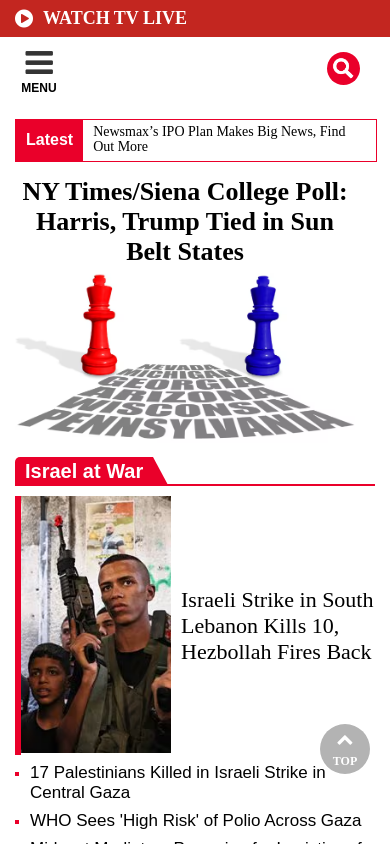 WATCH TV LIVE
MENU
Latest
Newsmax’s IPO Plan Makes Big News, Find
Out More
NY Times/Siena College Poll:
Harris, Trump Tied in Sun
Belt States
NEVADA
MICHIGAN
GEORGIA
ARIZONA
WISCONSIN
PENNSYLVANIA
Israel at War
Israeli Strike in South
Lebanon Kills 10,
Hezbollah Fires Back
TOP
17 Palestinians Killed in Israeli Strike in
Central Gaza
WHO Sees 'High Risk' of Polio Across Gaza